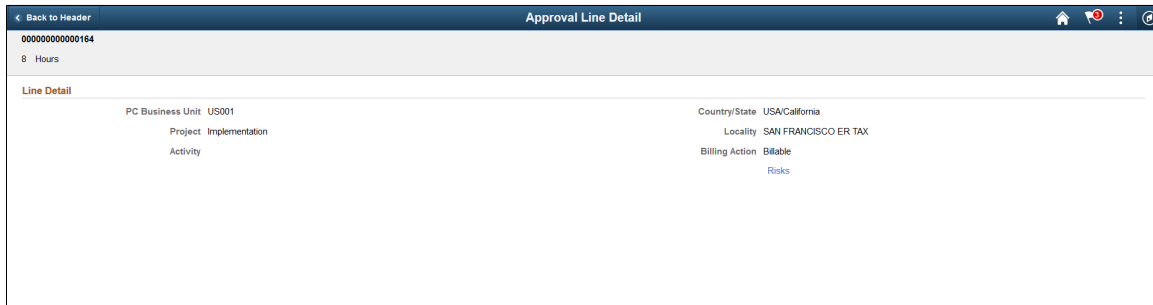 Back to Header
Approval Line Detail
3
000000000000164
8 Hours
Line Detail
PC Business Unit US001
Country/State USA/California
Project Implementation
Locality SAN FRANCISCO ER TAX
Activity
Billing Action Billable
Risks